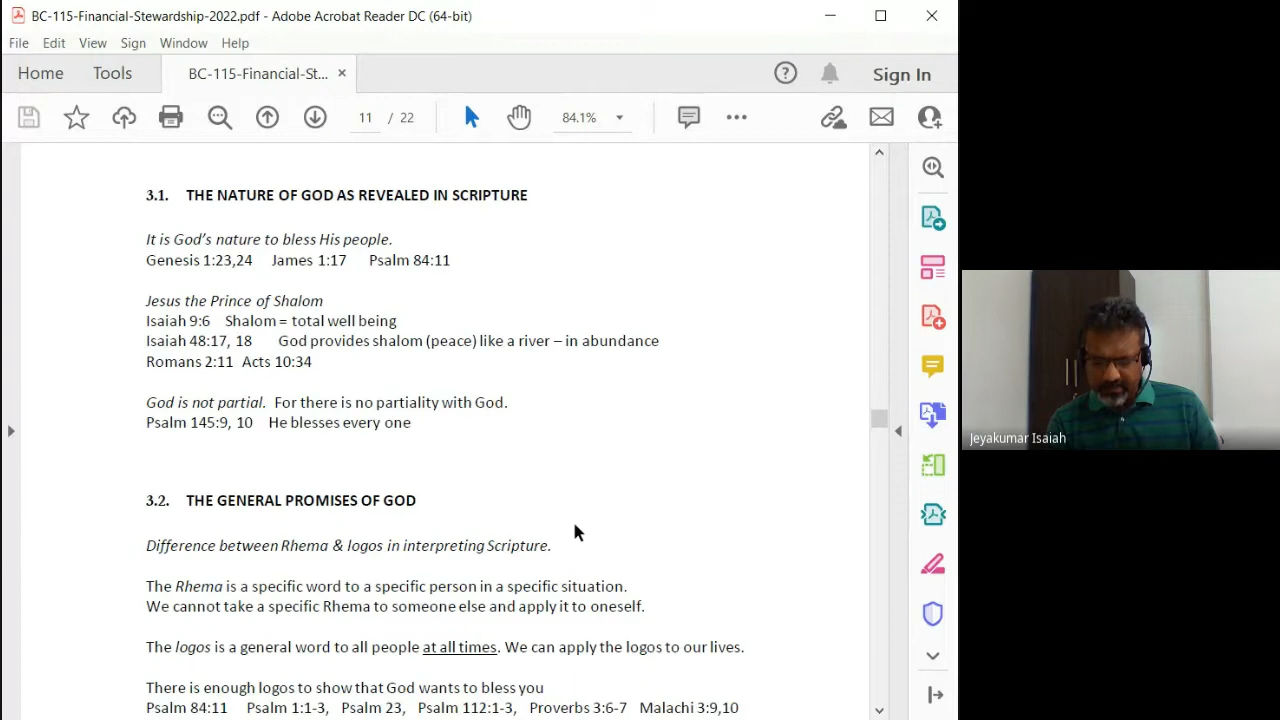 BC-115-Financial-Stewardship-2022.pdf - Adobe Acrobat Reader DC (64-bit)
File Edit View Sign Window Help
Home Tools BC-115-Financial-St... Sign In
11 / 22 84.1%
3.1. THE NATURE OF GOD AS REVEALED IN SCRIPTURE
It is God's nature to bless His people.
Genesis 1:23,24 James 1:17 Psalm 84:11
Jesus the Prince of Shalom
Isaiah 9:6 Shalom = total well being
Isaiah 48:17, 18 God provides shalom (peace) like a river – in abundance
Romans 2:11 Acts 10:34
God is not partial. For there is no partiality with God.
Psalm 145:9, 10 He blesses every one
3.2. THE GENERAL PROMISES OF GOD
Difference between Rhema & logos in interpreting Scripture.
The Rhema is a specific word to a specific person in a specific situation.
We cannot take a specific Rhema to someone else and apply it to oneself.
The logos is a general word to all people at all times. We can apply the logos to our lives.
There is enough logos to show that God wants to bless you
Psalm 84:11 Psalm 1:1-3, Psalm 23, Psalm 112:1-3, Proverbs 3:6-7 Malachi 3:9,10
Jeyakumar Isaiah